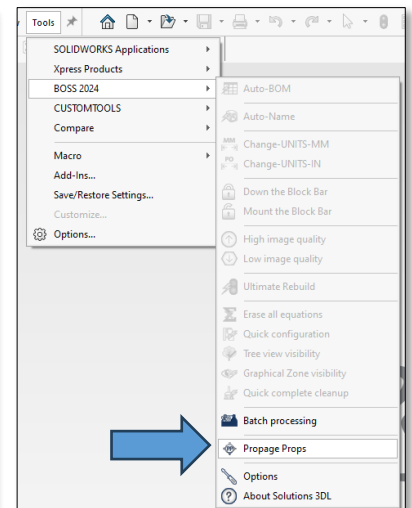 Tools
SOLIDWORKS Applications
Xpress Products
BOSS 2024
CUSTOMTOOLS
Compare
Macro
Add-Ins...
Save/Restore Settings...
Customize...
Options...
Auto-BOM
Auto-Name
MM
Change-UNITS-MM
PO
Change-UNITS-IN
Down the Block Bar
Mount the Block Bar
High image quality
Low image quality
Ultimate Rebuild
Erase all equations
Quick configuration
Tree view visibility
Graphical Zone visibility
Quick complete cleanup
Batch processing
Propage Props
Options
About Solutions 3DL